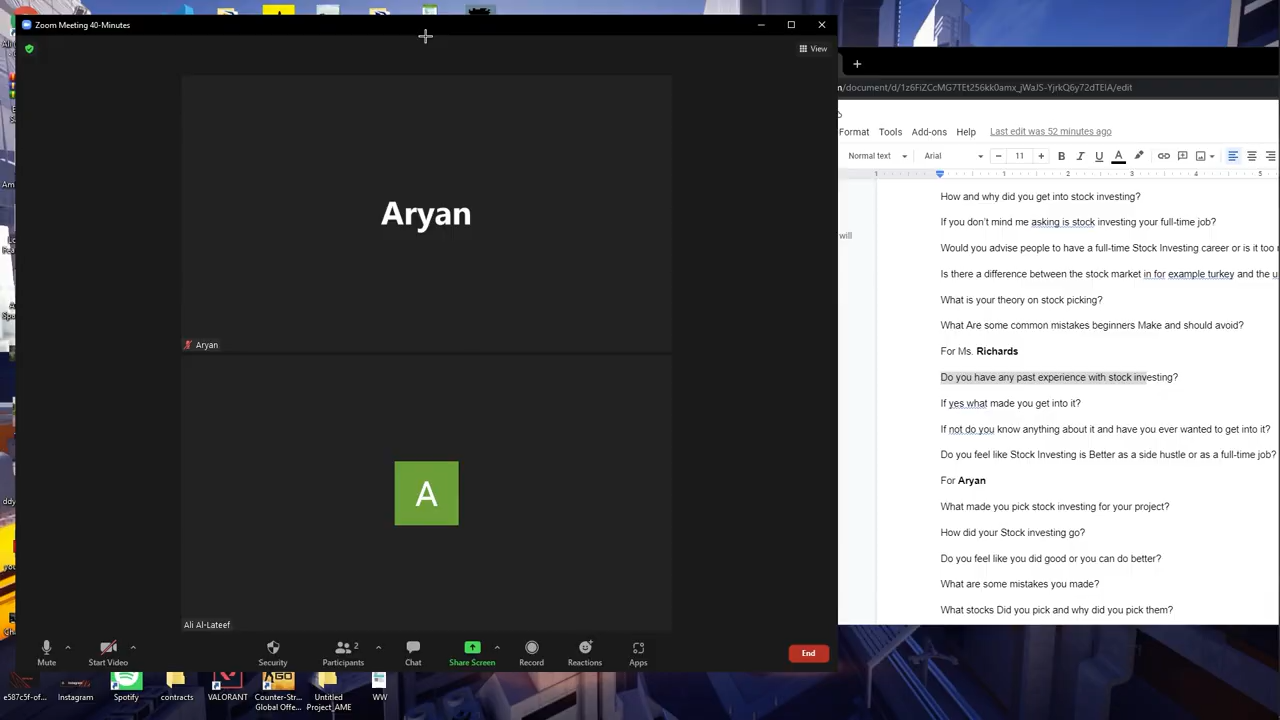 Zoom Meeting 40-Minutes
View
Aryan
Aryan
A
Ali Al-Lateef
Mute
Start Video
Security
Participants
2
Chat
Share Screen
Record
Reactions
Apps
End
/document/d/1z6FiZCcMG7TEt256kk0amx_jWaJS-YjrkQ6y72dTElA/edit
Format Tools Add-ons Help Last edit was 52 minutes ago
Normal text Arial 11
How and why did you get into stock investing?
If you don't mind me asking is stock investing your full-time job?
Would you advise people to have a full-time Stock Investing career or is it too
Is there a difference between the stock market in for example turkey and the u
What is your theory on stock picking?
What Are some common mistakes beginners Make and should avoid?
For Ms. Richards
Do you have any past experience with stock investing?
If yes what made you get into it?
If not do you know anything about it and have you ever wanted to get into it?
Do you feel like Stock Investing is Better as a side hustle or as a full-time job?
For Aryan
What made you pick stock investing for your project?
How did your Stock investing go?
Do you feel like you did good or you can do better?
What are some mistakes you made?
What stocks Did you pick and why did you pick them?
will
e587c5f-of...
Instagram
Spotify
contracts
VALORANT
Counter-Str...
Global Offe...
Untitled
Project_AME
WW